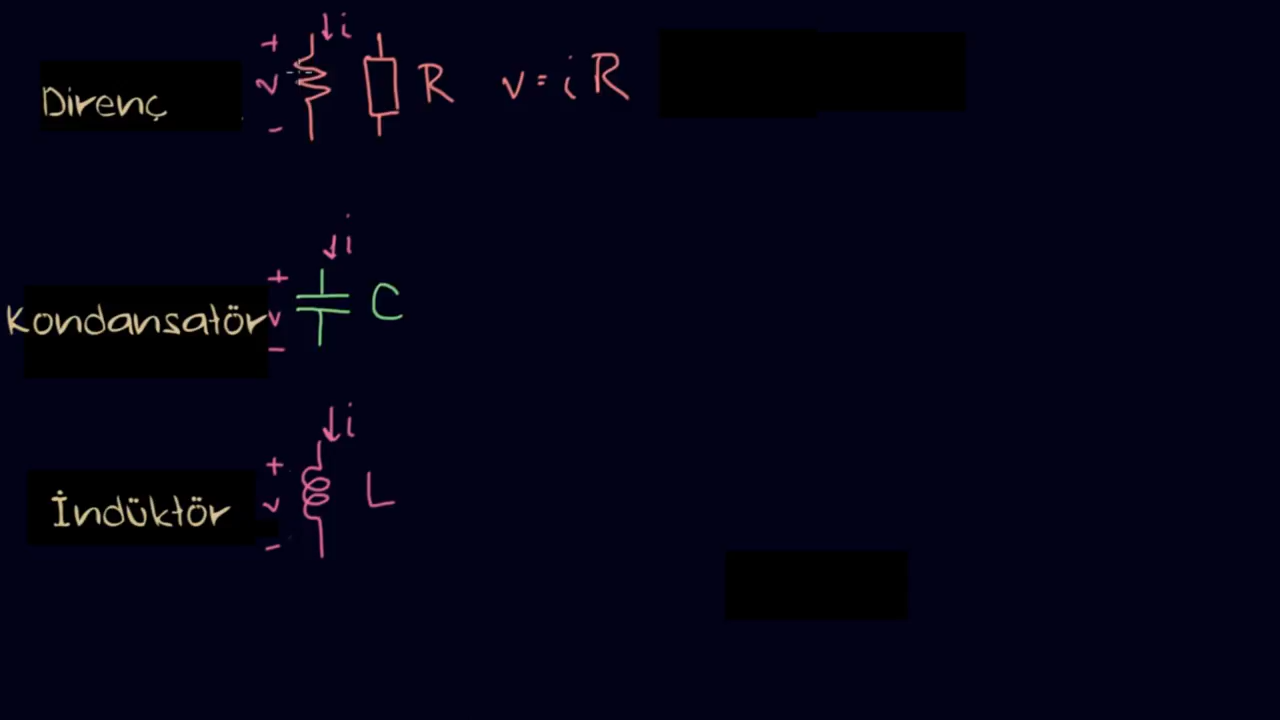 ↓i
+
v
-
Direnç
R
v = iR
↓i
+
v
-
Kondansatör
C
↓i
+
v
-
İndüktör
L